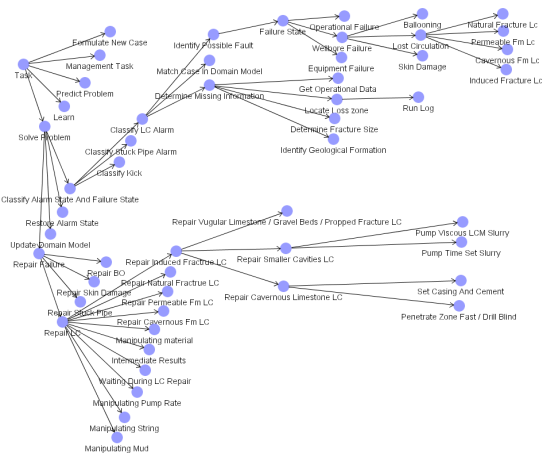 Task
Formulate New Case
Management Task
Predict Problem
Learn
Solve Problem
Classify Alarm State And Failure State
Restore Alarm State
Update Domain Model
Repair Failure
Classify LC Alarm
Classify Stuck Pipe Alarm
Classify Kick
Identify Possible Fault
Match Case In Domain Model
Determine Missing Information
Failure State
Operational Failure
Wellbore Failure
Equipment Failure
Ballooning
Lost Circulation
Skin Damage
Natural Fracture Lc
Permeable Fm Lc
Cavernous Fm Lc
Induced Fracture Lc
Get Operational Data
Locate Loss zone
Determine Fracture Size
Identify Geological Formation
Run Log
Repair BO
Repair Skin Damage
Repair Stuck Pipe
Repair LC
Repair Induced Fractrue LC
Repair Natural Fractrue LC
Repair Permeable Fm LC
Repair Cavernous Fm LC
Manipulating material
Intermediate Results
Waiting During LC Repair
Manipulating Pump Rate
Manipulating String
Manipulating Mud
Repair Vugular Limestone / Gravel Beds / Propped Fracture LC
Repair Smaller Cavities LC
Repair Cavernous Limestone LC
Pump Viscous LCM Slurry
Pump Time Set Slurry
Set Casing And Cement
Penetrate Zone Fast / Drill Blind